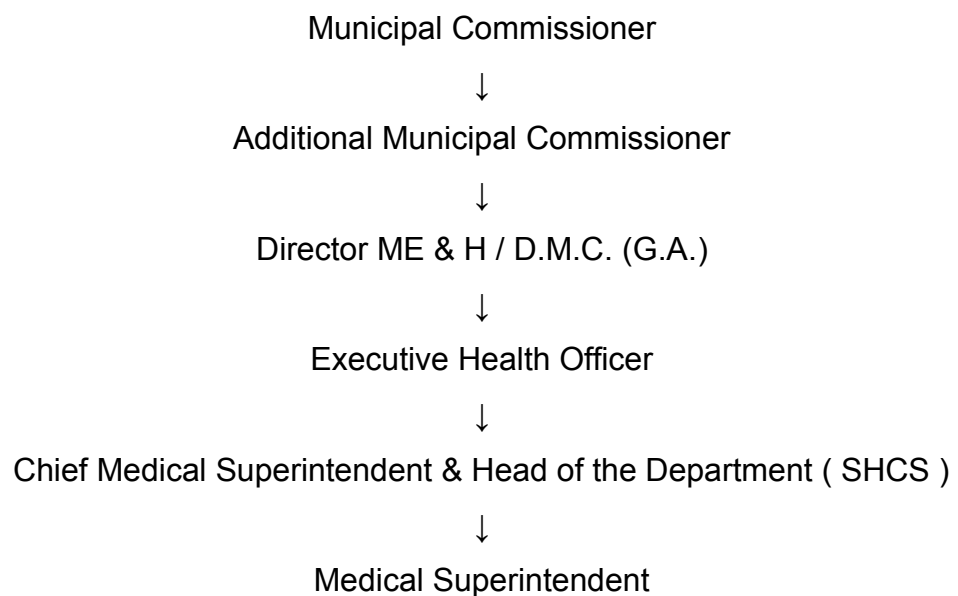 Municipal Commissioner
↓
Additional Municipal Commissioner
↓
Director ME & H / D.M.C. (G.A.)
↓
Executive Health Officer
↓
Chief Medical Superintendent & Head of the Department ( SHCS )
↓
Medical Superintendent